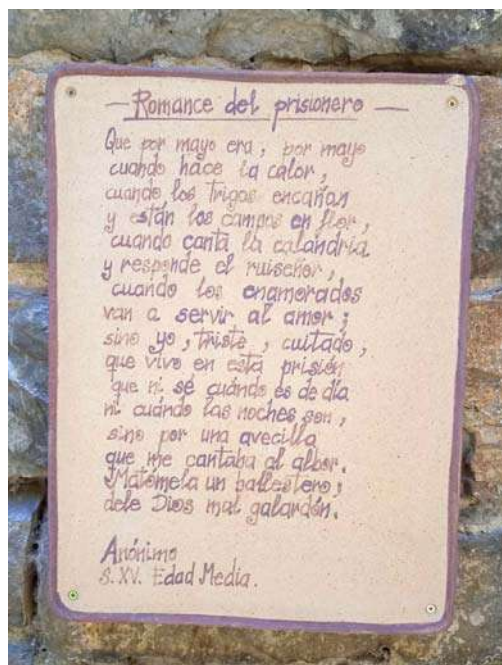 — Romance del prisionero —
Que por mayo era, por mayo
cuando hace la calor,
cuando los trigos encañan
y están los campos en flor,
cuando canta la calandria
y responde el ruiseñor,
cuando los enamorados
van a servir al amor;
sino yo, triste, cuitado,
que vivo en esta prisión
que ni sé cuándo es de día
ni cuándo las noches son,
sino por una avecilla
que me cantaba al albor.
Matómela un ballestero;
dele Dios mal galardón.
Anónimo
S. XV. Edad Media.